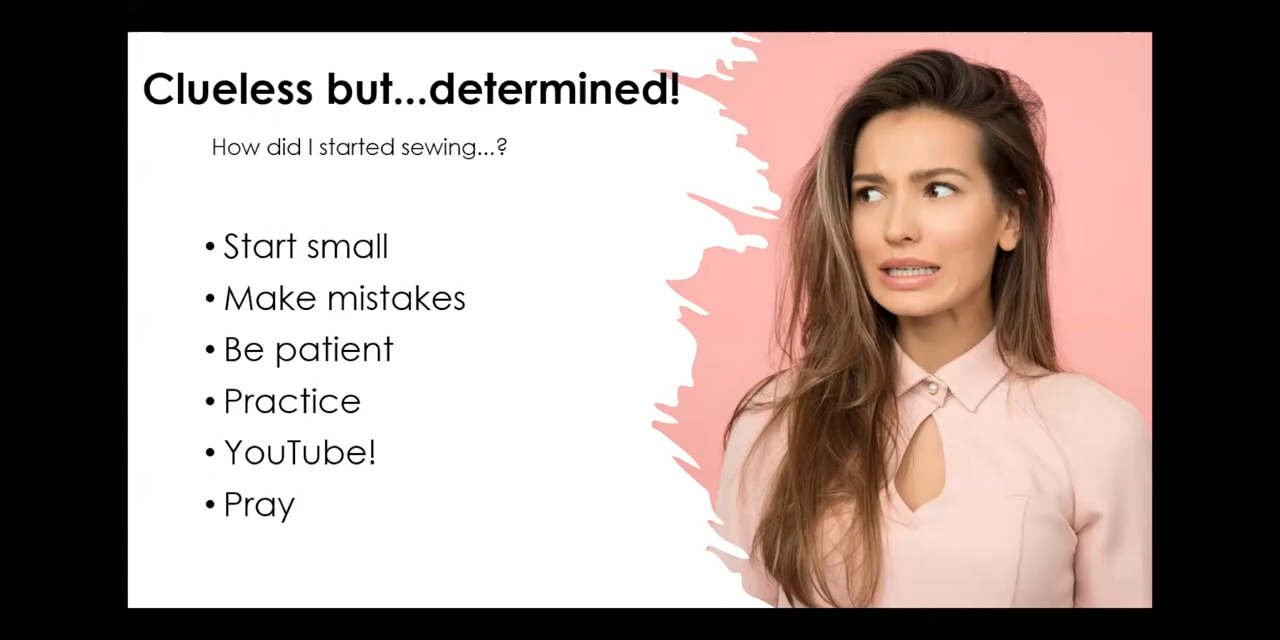 Clueless but...determined!
How did I started sewing...?
• Start small
• Make mistakes
• Be patient
• Practice
• YouTube!
• Pray